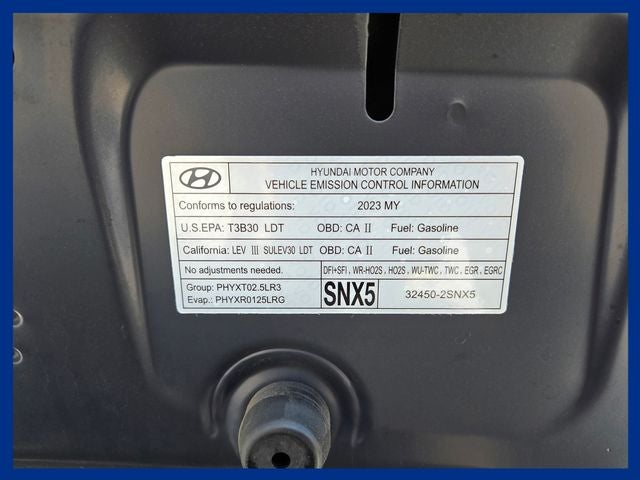 HYUNDAI MOTOR COMPANY
VEHICLE EMISSION CONTROL INFORMATION
Conforms to regulations: 2023 MY
U.S.EPA: T3B30 LDT OBD: CA II Fuel: Gasoline
California: LEV III SULEV30 LDT OBD: CA II Fuel: Gasoline
No adjustments needed. DFI+SFI, WR-HO2S, HO2S, WU-TWC, TWC, EGR, EGRC
Group: PHYXT02.5LR3
Evap.: PHYXR0125LRG
SNX5 32450-2SNX5